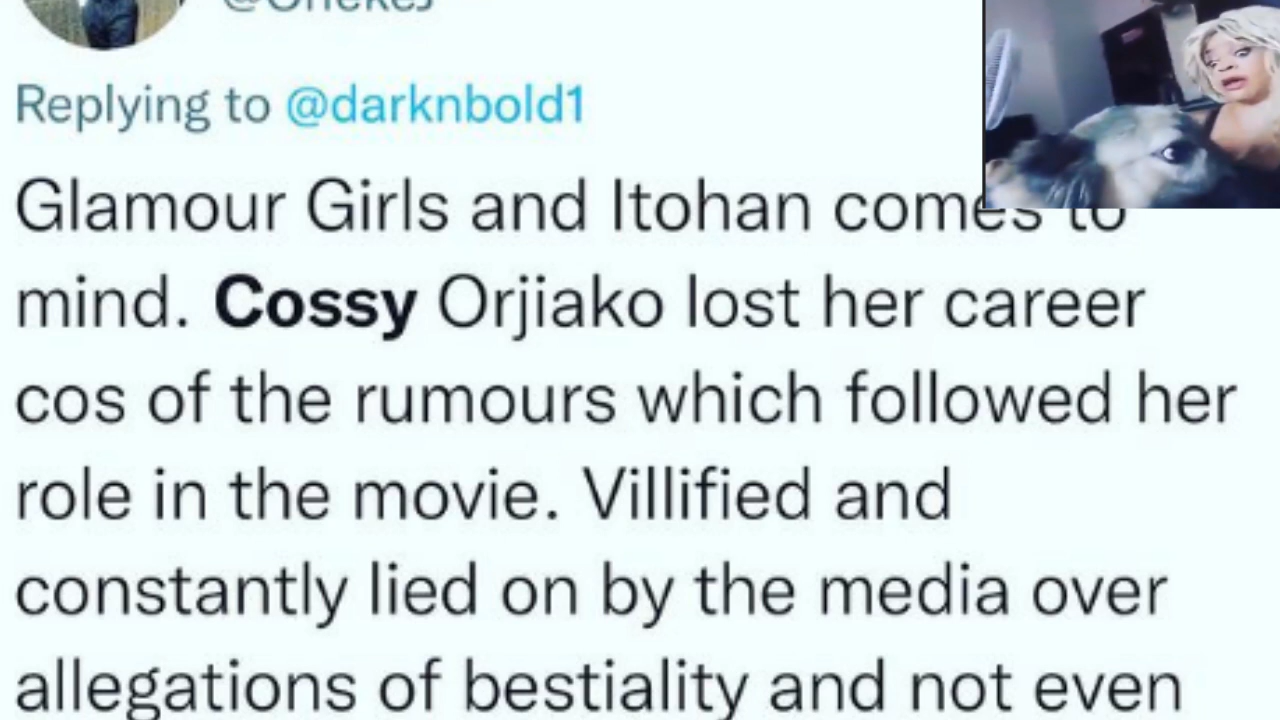 Replying to @darknbold1
Glamour Girls and Itohan comes to
mind. Cossy Orjiako lost her career
cos of the rumours which followed her
role in the movie. Villified and
constantly lied on by the media over
allegations of bestiality and not even